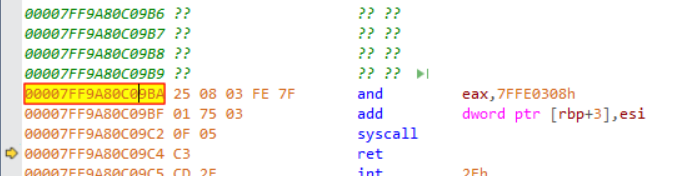 00007FF9A80C09B6 ?? ?? ??
00007FF9A80C09B7 ?? ?? ??
00007FF9A80C09B8 ?? ?? ??
00007FF9A80C09B9 ?? ?? ??
00007FF9A80C09BA 25 08 03 FE 7F and eax,7FFE0308h
00007FF9A80C09BF 01 75 03 add dword ptr [rbp+3],esi
00007FF9A80C09C2 0F 05 syscall
00007FF9A80C09C4 C3 ret
00007FF9A80C09C5 CD 2E int 2Eh